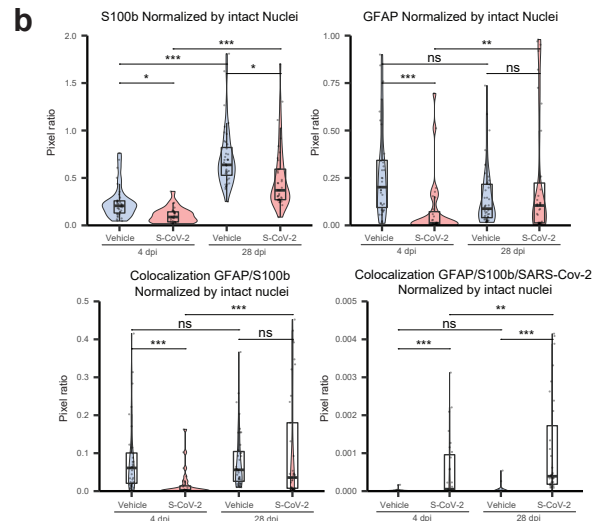 b
S100b Normalized by intact Nuclei
2.0
1.5
1.0
0.5
0.0
Pixel ratio
***
***
*
*
Vehicle S-CoV-2 Vehicle S-CoV-2
4 dpi 28 dpi
GFAP Normalized by intact Nuclei
1.00
0.75
0.50
0.25
0.00
Pixel ratio
**
ns
***
ns
Vehicle S-CoV-2 Vehicle S-CoV-2
4 dpi 28 dpi
Colocalization GFAP/S100b
Normalized by intact nuclei
0.5
0.4
0.3
0.2
0.1
0.0
Pixel ratio
***
ns
ns
***
Vehicle S-CoV-2 Vehicle S-CoV-2
4 dpi 28 dpi
Colocalization GFAP/S100b/SARS-Cov-2
Normalized by intact nuclei
0.005
0.004
0.003
0.002
0.001
0.000
Pixel ratio
**
ns
***
***
Vehicle S-CoV-2 Vehicle S-CoV-2
4 dpi 28 dpi